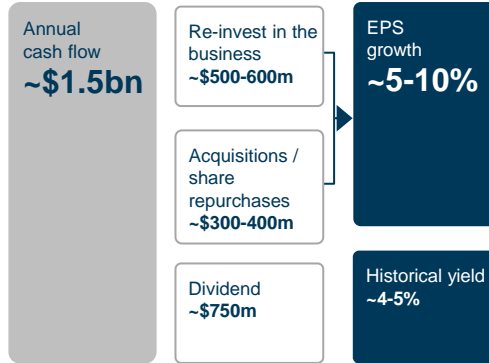 Annual
cash flow
~$1.5bn
Re-invest in the
business
~$500-600m
Acquisitions /
share
repurchases
~$300-400m
Dividend
~$750m
EPS
growth
~5-10%
Historical yield
~4-5%